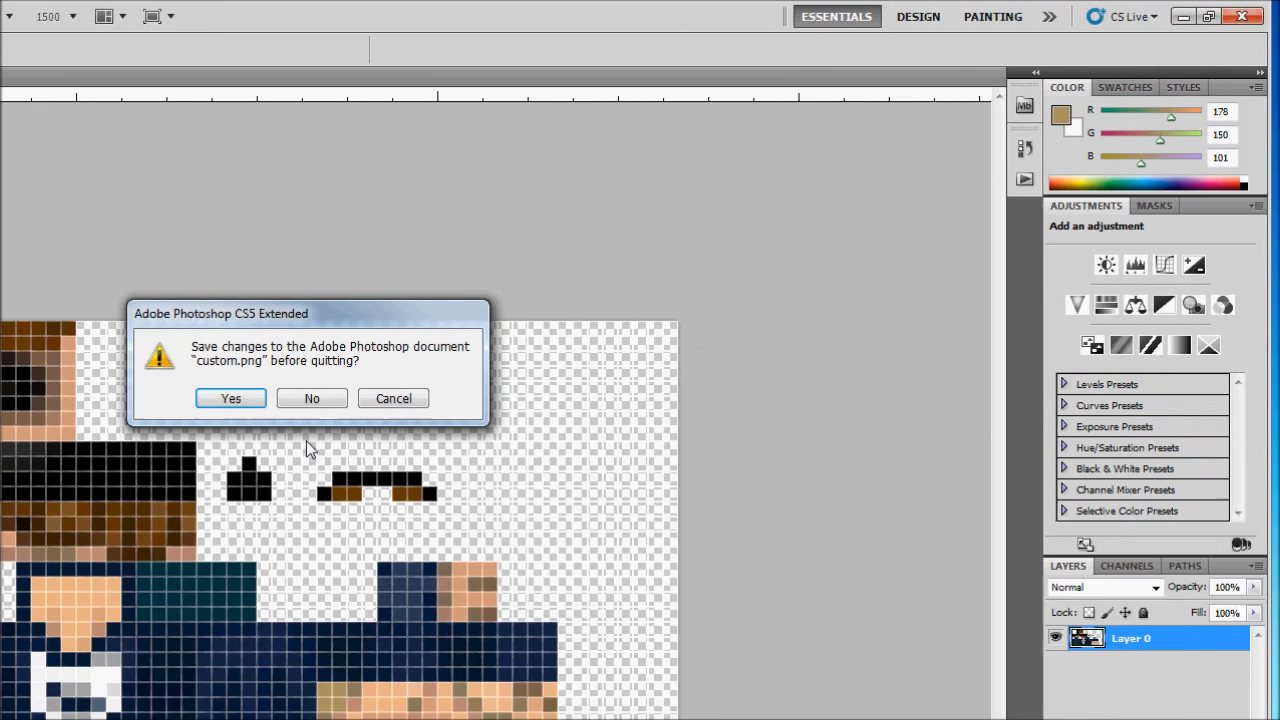 1500
ESSENTIALS
DESIGN
PAINTING
CS Live
COLOR
SWATCHES
STYLES
Mb
R
178
G
150
B
101
ADJUSTMENTS
MASKS
Add an adjustment
Adobe Photoshop CS5 Extended
Save changes to the Adobe Photoshop document
“custom.png” before quitting?
Yes
No
Cancel
Levels Presets
Curves Presets
Exposure Presets
Hue/Saturation Presets
Black & White Presets
Channel Mixer Presets
Selective Color Presets
LAYERS
CHANNELS
PATHS
Normal
Opacity:
100%
Lock:
Fill:
100%
Layer 0